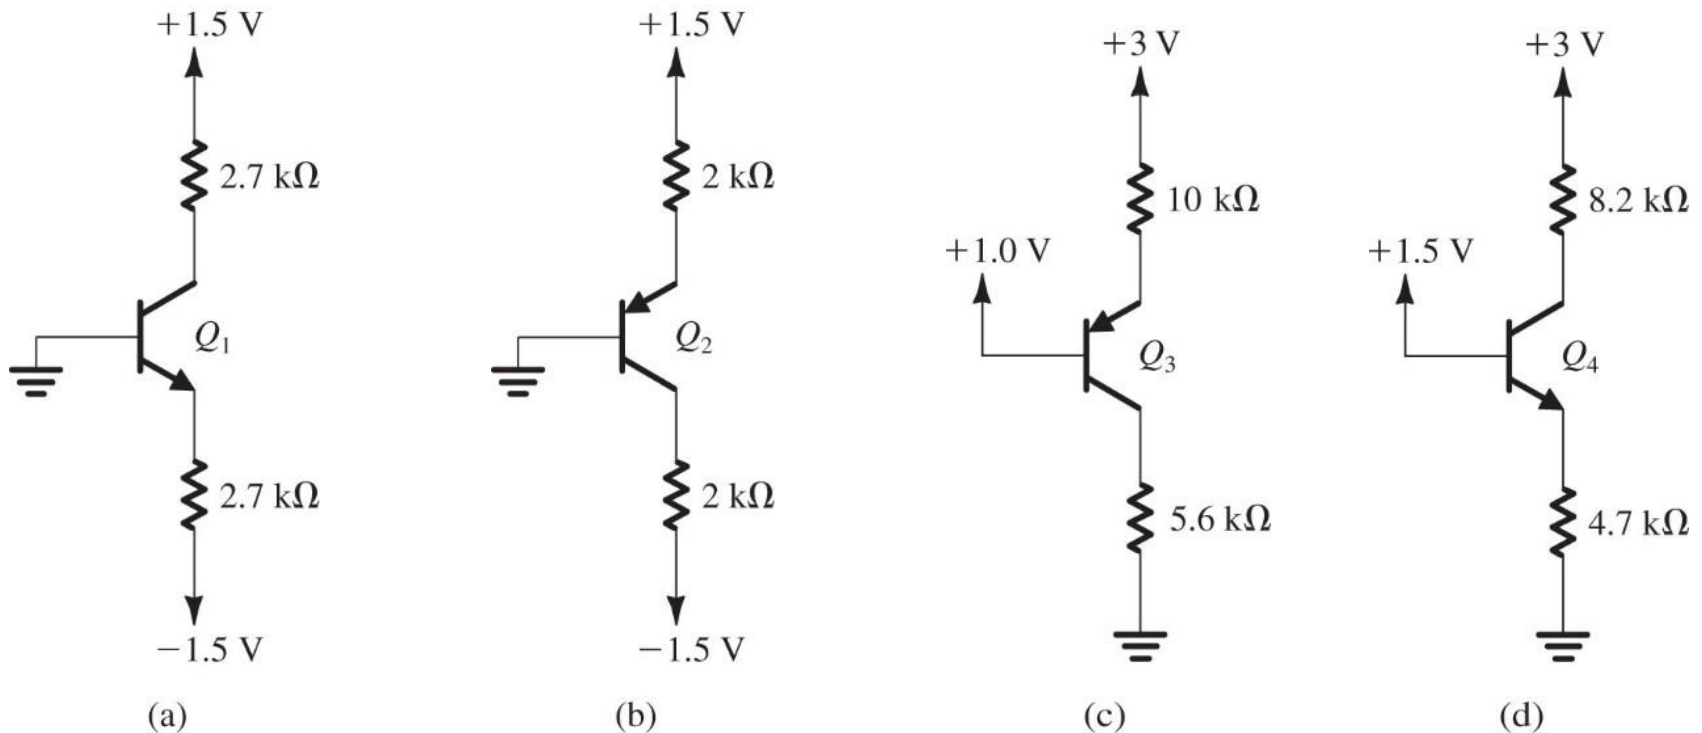 +1.5 V
2.7 kΩ
Q1
2.7 kΩ
−1.5 V
(a)
+1.5 V
2 kΩ
Q2
2 kΩ
−1.5 V
(b)
+3 V
10 kΩ
+1.0 V
Q3
5.6 kΩ
(c)
+3 V
8.2 kΩ
+1.5 V
Q4
4.7 kΩ
(d)